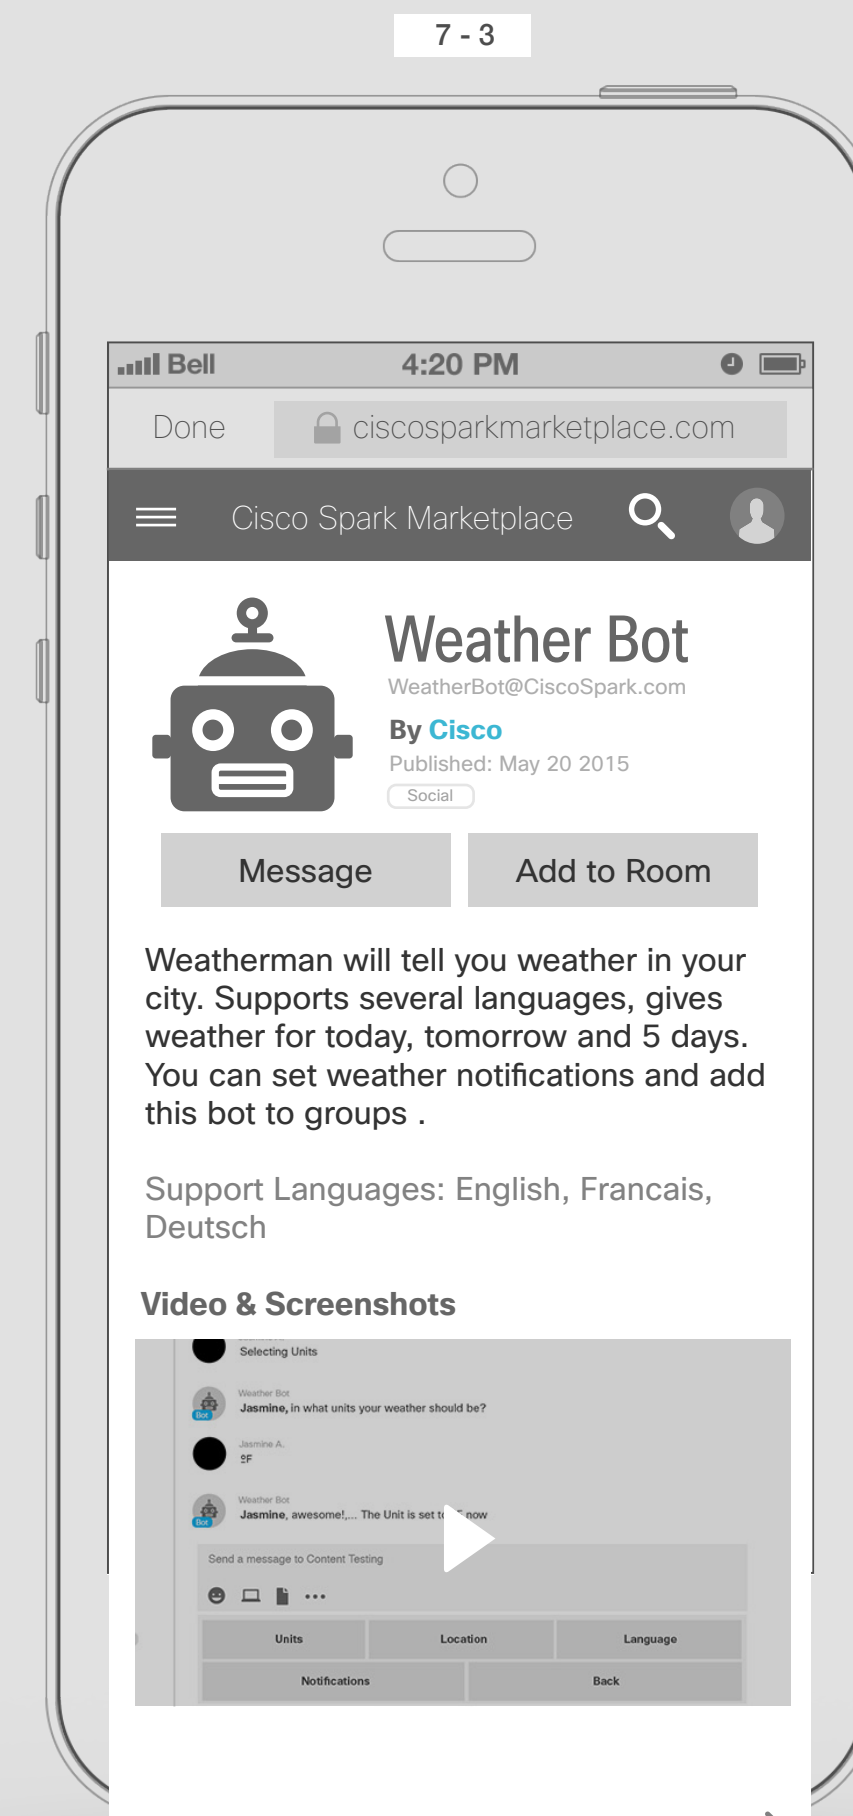 7 - 3
Bell 4:20 PM
Done ciscosparkmarketplace.com
Cisco Spark Marketplace
Weather Bot
WeatherBot@CiscoSpark.com
By Cisco
Published: May 20 2015
Social
Message Add to Room
Weatherman will tell you weather in your
city. Supports several languages, gives
weather for today, tomorrow and 5 days.
You can set weather notifications and add
this bot to groups .
Support Languages: English, Francais,
Deutsch
Video & Screenshots
Selecting Units
Weather Bot
Bot
Jasmine, in what units your weather should be?
Jasmine A.
ºF
Weather Bot
Bot
Jasmine, awesome!,... The Unit is set to now
Send a message to Content Testing
Units Location Language
Notifications Back